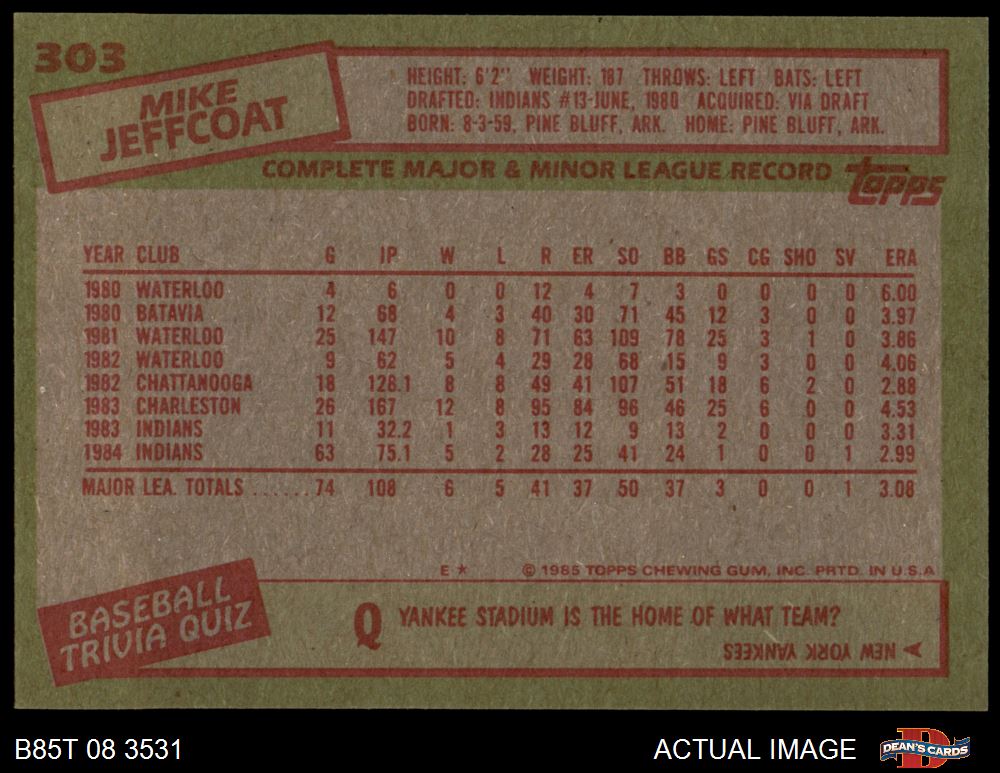 303
MIKE
JEFFCOAT
HEIGHT: 6'2" WEIGHT: 187 THROWS: LEFT BATS: LEFT
DRAFTED: INDIANS #13-JUNE, 1980 ACQUIRED: VIA DRAFT
BORN: 8-3-59, PINE BLUFF, ARK. HOME: PINE BLUFF, ARK.
COMPLETE MAJOR & MINOR LEAGUE RECORD
topps
YEAR CLUB G IP W L R ER SO BB GS CG SHO SV ERA
1980 WATERLOO 4 6 0 0 12 4 7 3 0 0 0 0 6.00
1980 BATAVIA 12 68 4 3 40 30 71 45 12 3 0 0 3.97
1981 WATERLOO 25 147 10 8 71 63 109 78 25 3 1 0 3.86
1982 WATERLOO 9 62 5 4 29 28 68 15 9 3 0 0 4.06
1982 CHATTANOOGA 18 128.1 8 8 49 41 107 51 18 6 2 0 2.88
1983 CHARLESTON 26 167 12 8 95 84 96 46 25 6 0 0 4.53
1983 INDIANS 11 32.2 1 3 13 12 9 13 2 0 0 0 3.31
1984 INDIANS 63 75.1 5 2 28 25 41 24 1 0 0 1 2.99
MAJOR LEA. TOTALS ...... 74 108 6 5 41 37 50 37 3 0 0 1 3.08
E * © 1985 TOPPS CHEWING GUM, INC. PRTD. IN U.S.A
BASEBALL
TRIVIA QUIZ
Q YANKEE STADIUM IS THE HOME OF WHAT TEAM?
A NEW YORK YANKEES
B85T 08 3531
ACTUAL IMAGE
B
DEAN'S CARDS